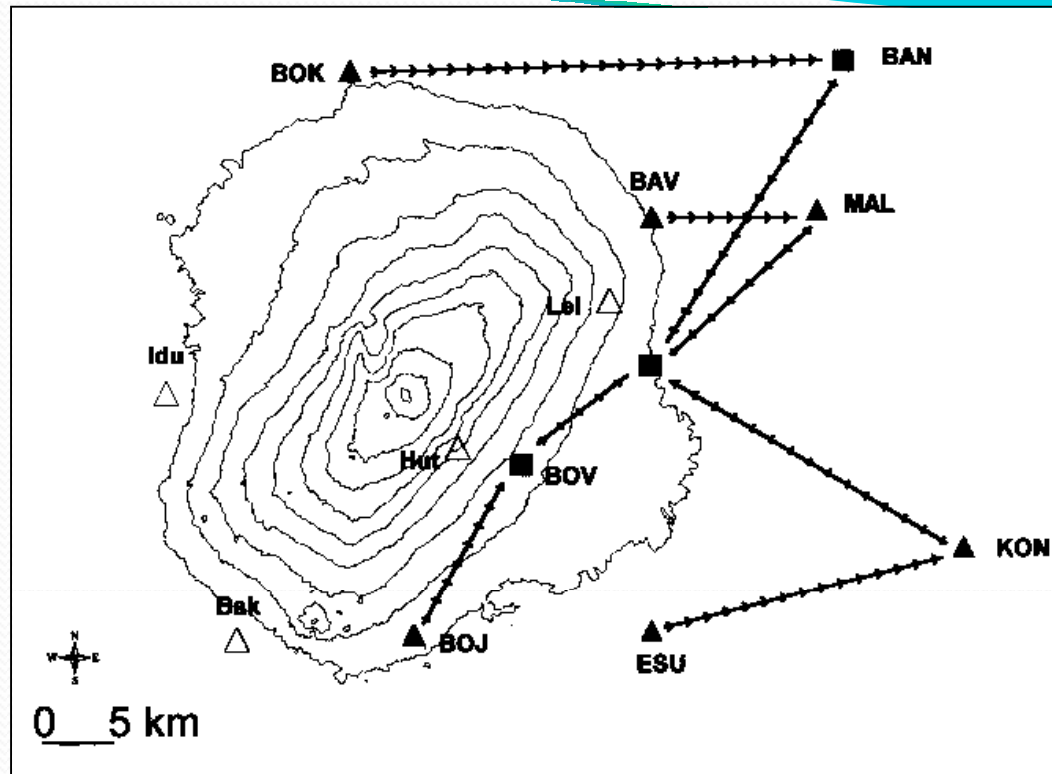 BOK
BAN
BAV
MAL
Lel
Idu
Hut
BOV
KON
Bak
BOJ
ESU
N
W E
S
0 5 km